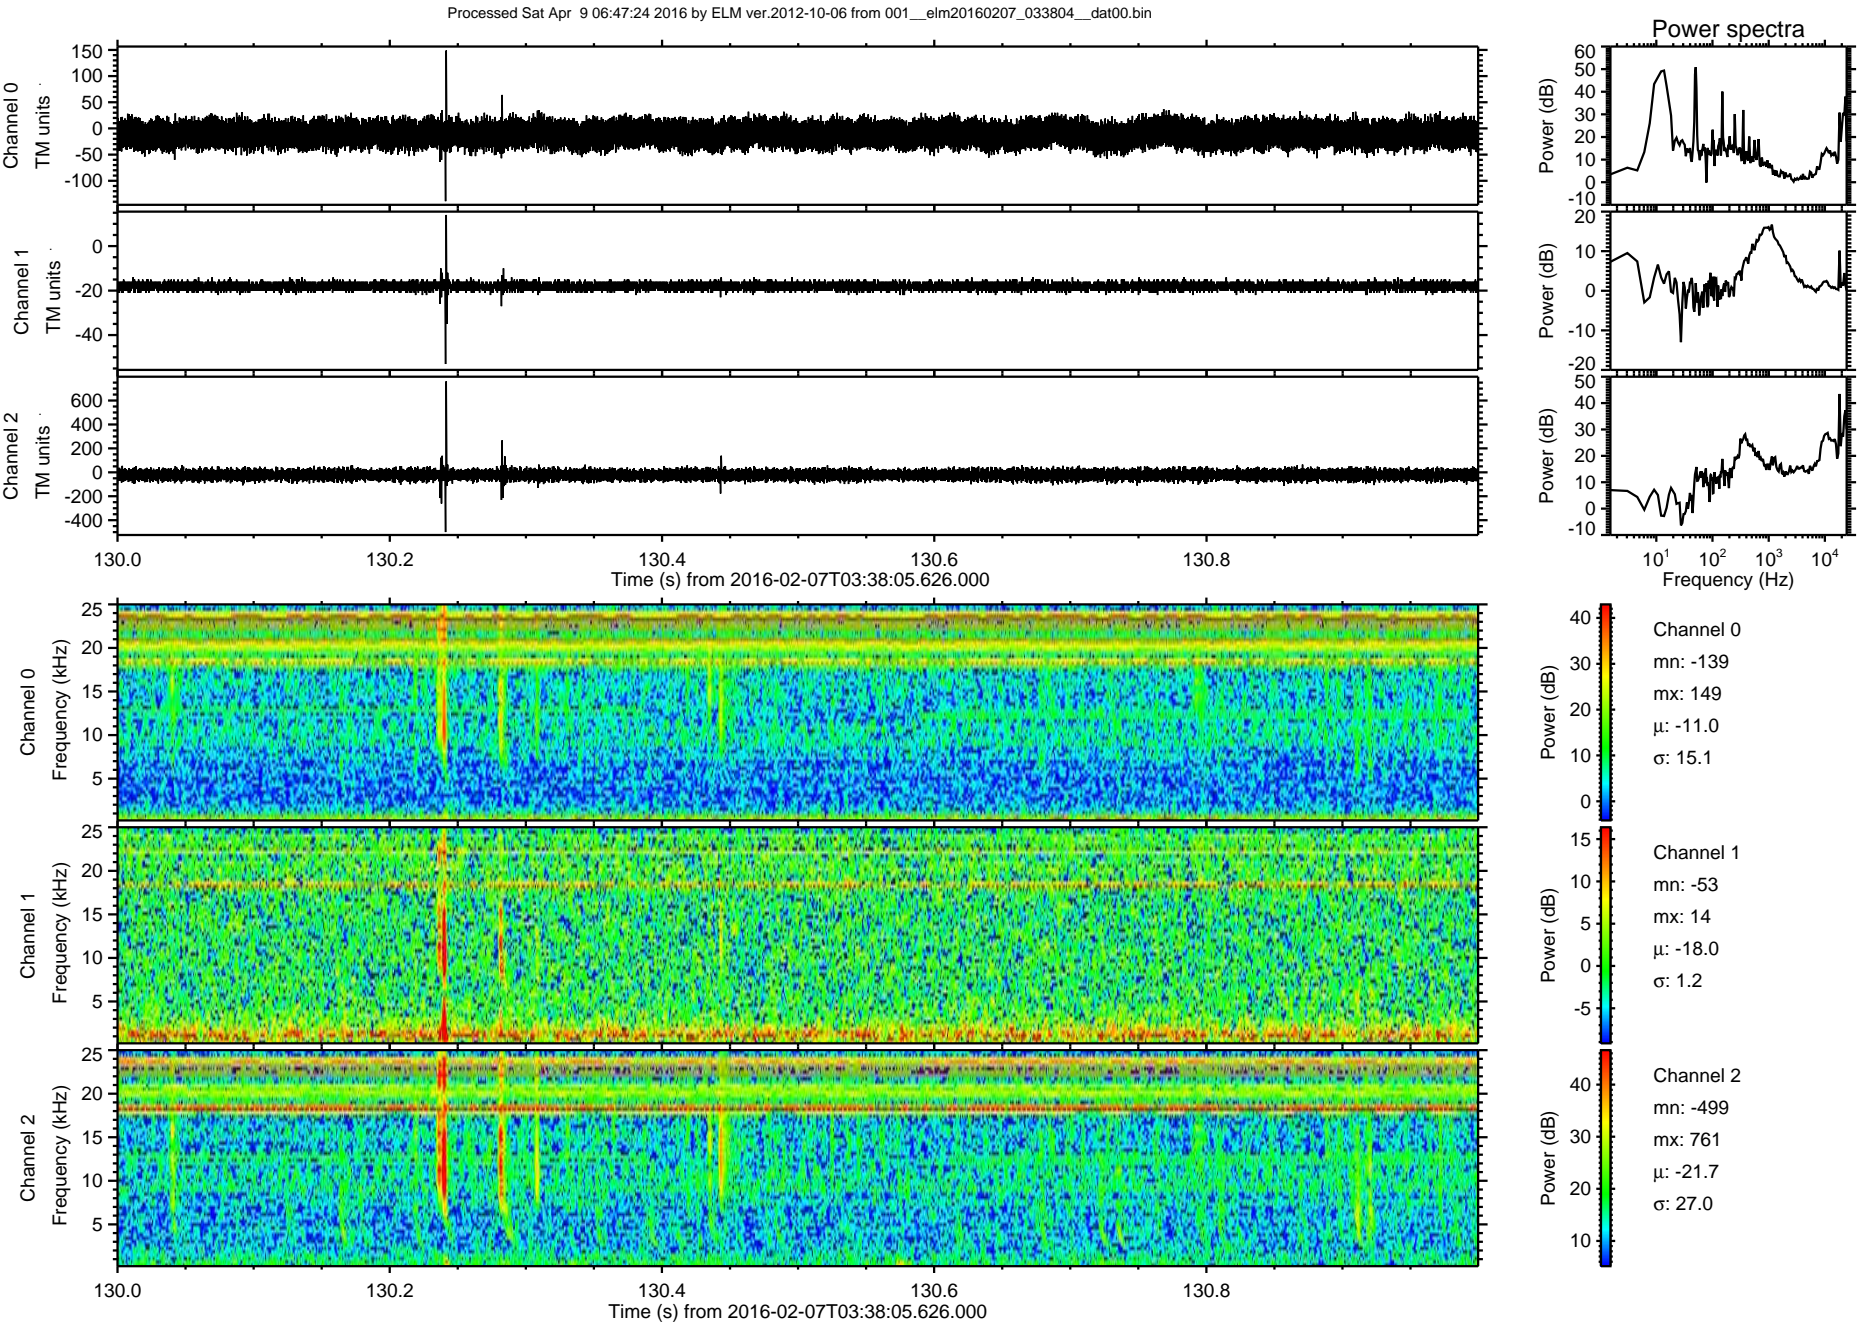 Processed Sat Apr  9 06:47:24 2016 by ELM ver.2012-10-06 from 001__elm20160207_033804__dat00.bin
Power spectra
Channel 0
TM units
150
100
50
0
-50
-100
Power (dB)
60
50
40
30
20
10
0
-10
Channel 1
TM units
0
-20
-40
Power (dB)
20
10
0
-10
-20
Channel 2
TM units
600
400
200
0
-200
-400
Power (dB)
50
40
30
20
10
0
-10
130.0 130.2 130.4 130.6 130.8
Time (s) from 2016-02-07T03:38:05.626.000
10¹ 10² 10³ 10⁴
Frequency (Hz)
Channel 0
Frequency (kHz)
25
20
15
10
5
Power (dB)
40
30
20
10
0
Channel 0
mn: -139
mx: 149
μ: -11.0
σ: 15.1
Channel 1
Frequency (kHz)
25
20
15
10
5
Power (dB)
15
10
5
0
-5
Channel 1
mn: -53
mx: 14
μ: -18.0
σ: 1.2
Channel 2
Frequency (kHz)
25
20
15
10
5
Power (dB)
40
30
20
10
Channel 2
mn: -499
mx: 761
μ: -21.7
σ: 27.0
130.0 130.2 130.4 130.6 130.8
Time (s) from 2016-02-07T03:38:05.626.000